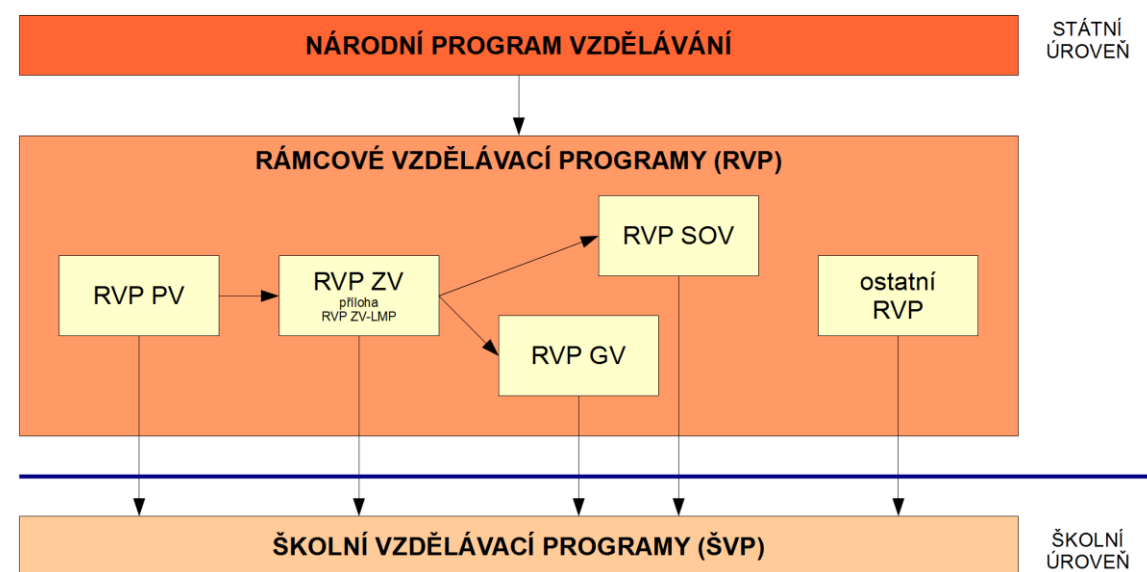 NÁRODNÍ PROGRAM VZDĚLÁVÁNÍ
STÁTNÍ
ÚROVEŇ
RÁMCOVÉ VZDĚLÁVACÍ PROGRAMY (RVP)
RVP SOV
RVP PV
RVP ZV
příloha
RVP ZV-LMP
ostatní
RVP
RVP GV
ŠKOLNÍ VZDĚLÁVACÍ PROGRAMY (ŠVP)
ŠKOLNÍ
ÚROVEŇ